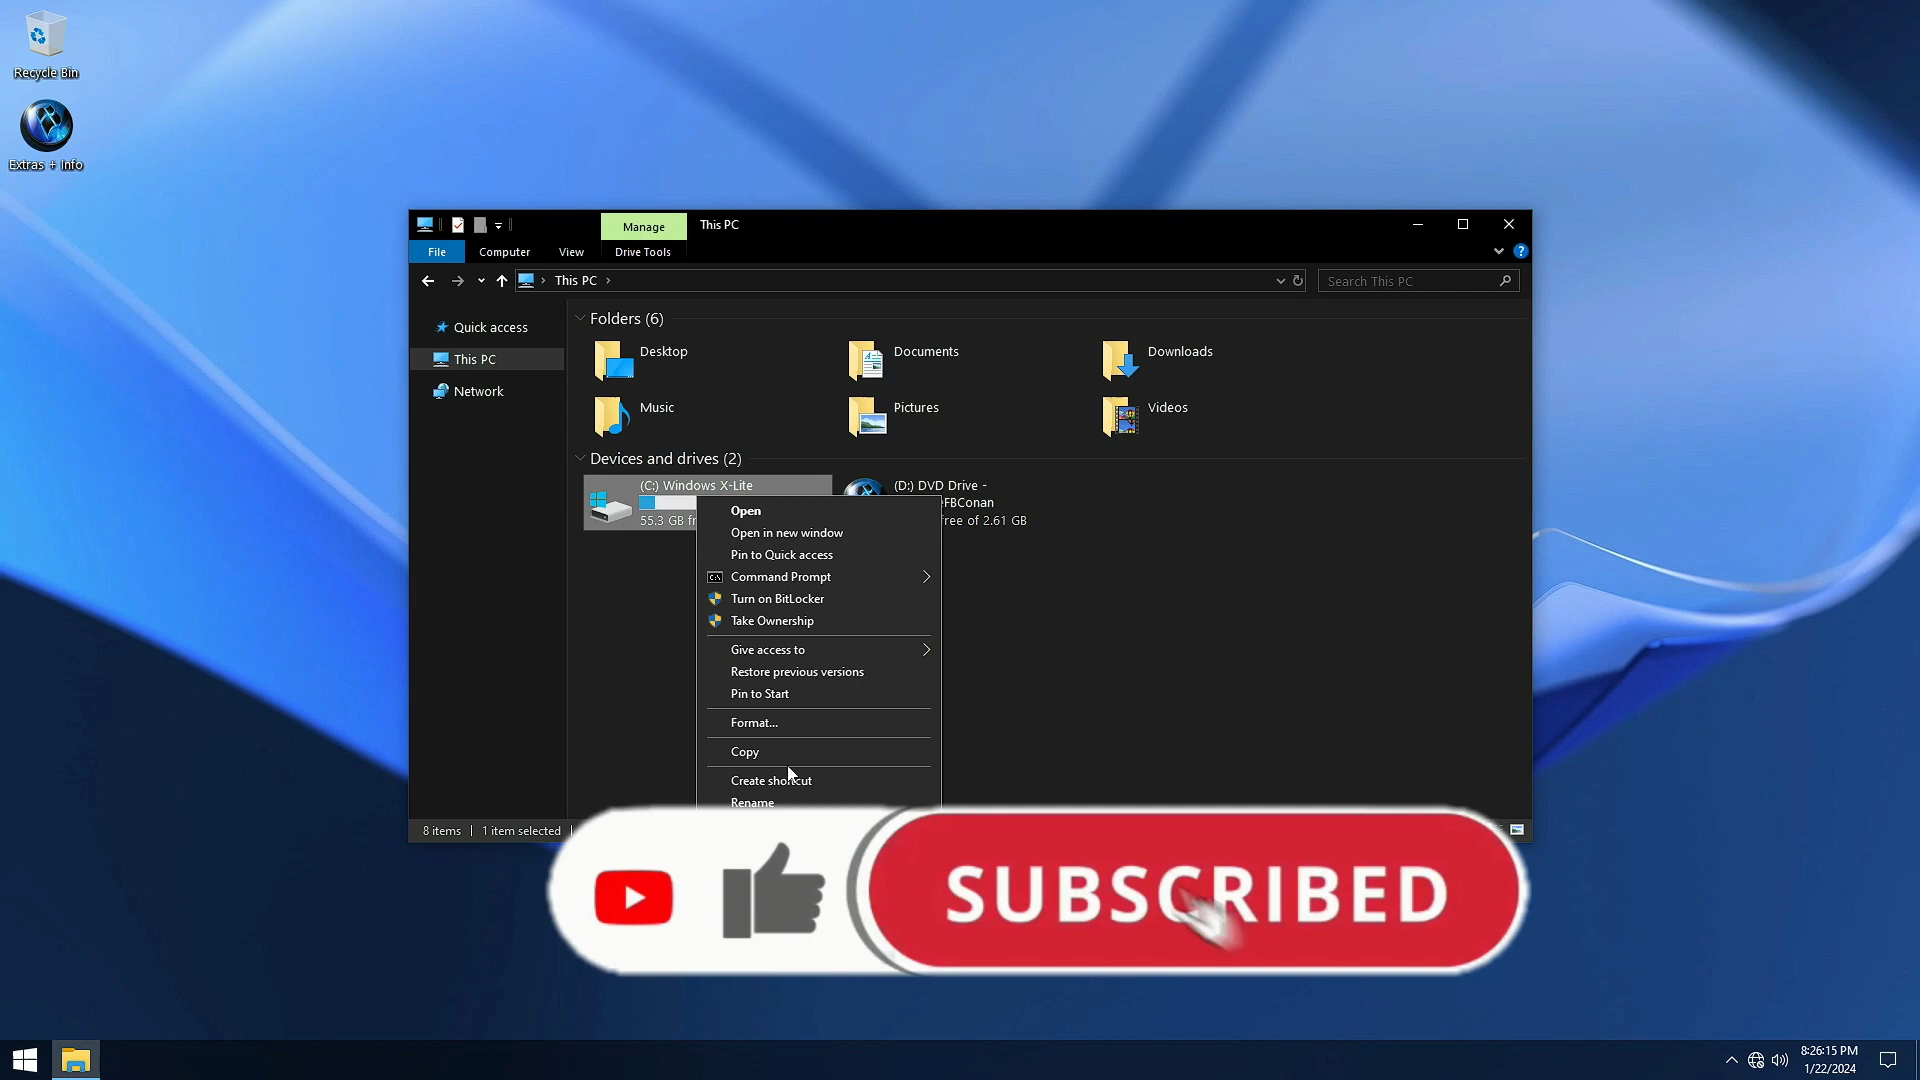 Recycle Bin
Extras + Info
Manage
This PC
File
Computer
View
Drive Tools
This PC
Search This PC
Quick access
This PC
Network
Folders (6)
Desktop
Documents
Downloads
Music
Pictures
Videos
Devices and drives (2)
(C:) Windows X-Lite
55.3 GB fr
(D:) DVD Drive -
FBConan
free of 2.61 GB
Open
Open in new window
Pin to Quick access
Command Prompt
Turn on BitLocker
Take Ownership
Give access to
Restore previous versions
Pin to Start
Format...
Copy
Create shortcut
Rename
8 items
1 item selected
SUBSCRIBED
8:26:15 PM
1/22/2024